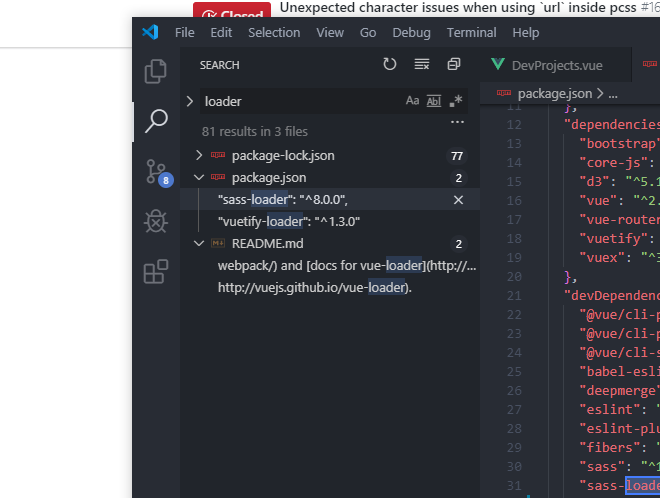 Closed
Unexpected character issues when using `url` inside pcss #16
File Edit Selection View Go Debug Terminal Help
SEARCH
DevProjects.vue
loader
Aa Abl .*
package.json > ...
81 results in 3 files
...
package-lock.json 77
package.json 2
"sass-loader": "^8.0.0",
"vuetify-loader": "^1.3.0"
README.md 2
webpack/) and [docs for vue-loader](http://...
http://vuejs.github.io/vue-loader).
8
11 },
12 "dependencies
13 "bootstrap"
14 "core-js":
15 "d3": "^5.1
16 "vue": "^2.
17 "vue-router
18 "vuetify":
19 "vuex": "^3
20 },
21 "devDependenc
22 "@vue/cli-p
23 "@vue/cli-p
24 "@vue/cli-s
25 "babel-esli
26 "deepmerge"
27 "eslint": "
28 "eslint-plu
29 "fibers": "
30 "sass": "^1
31 "sass-loade